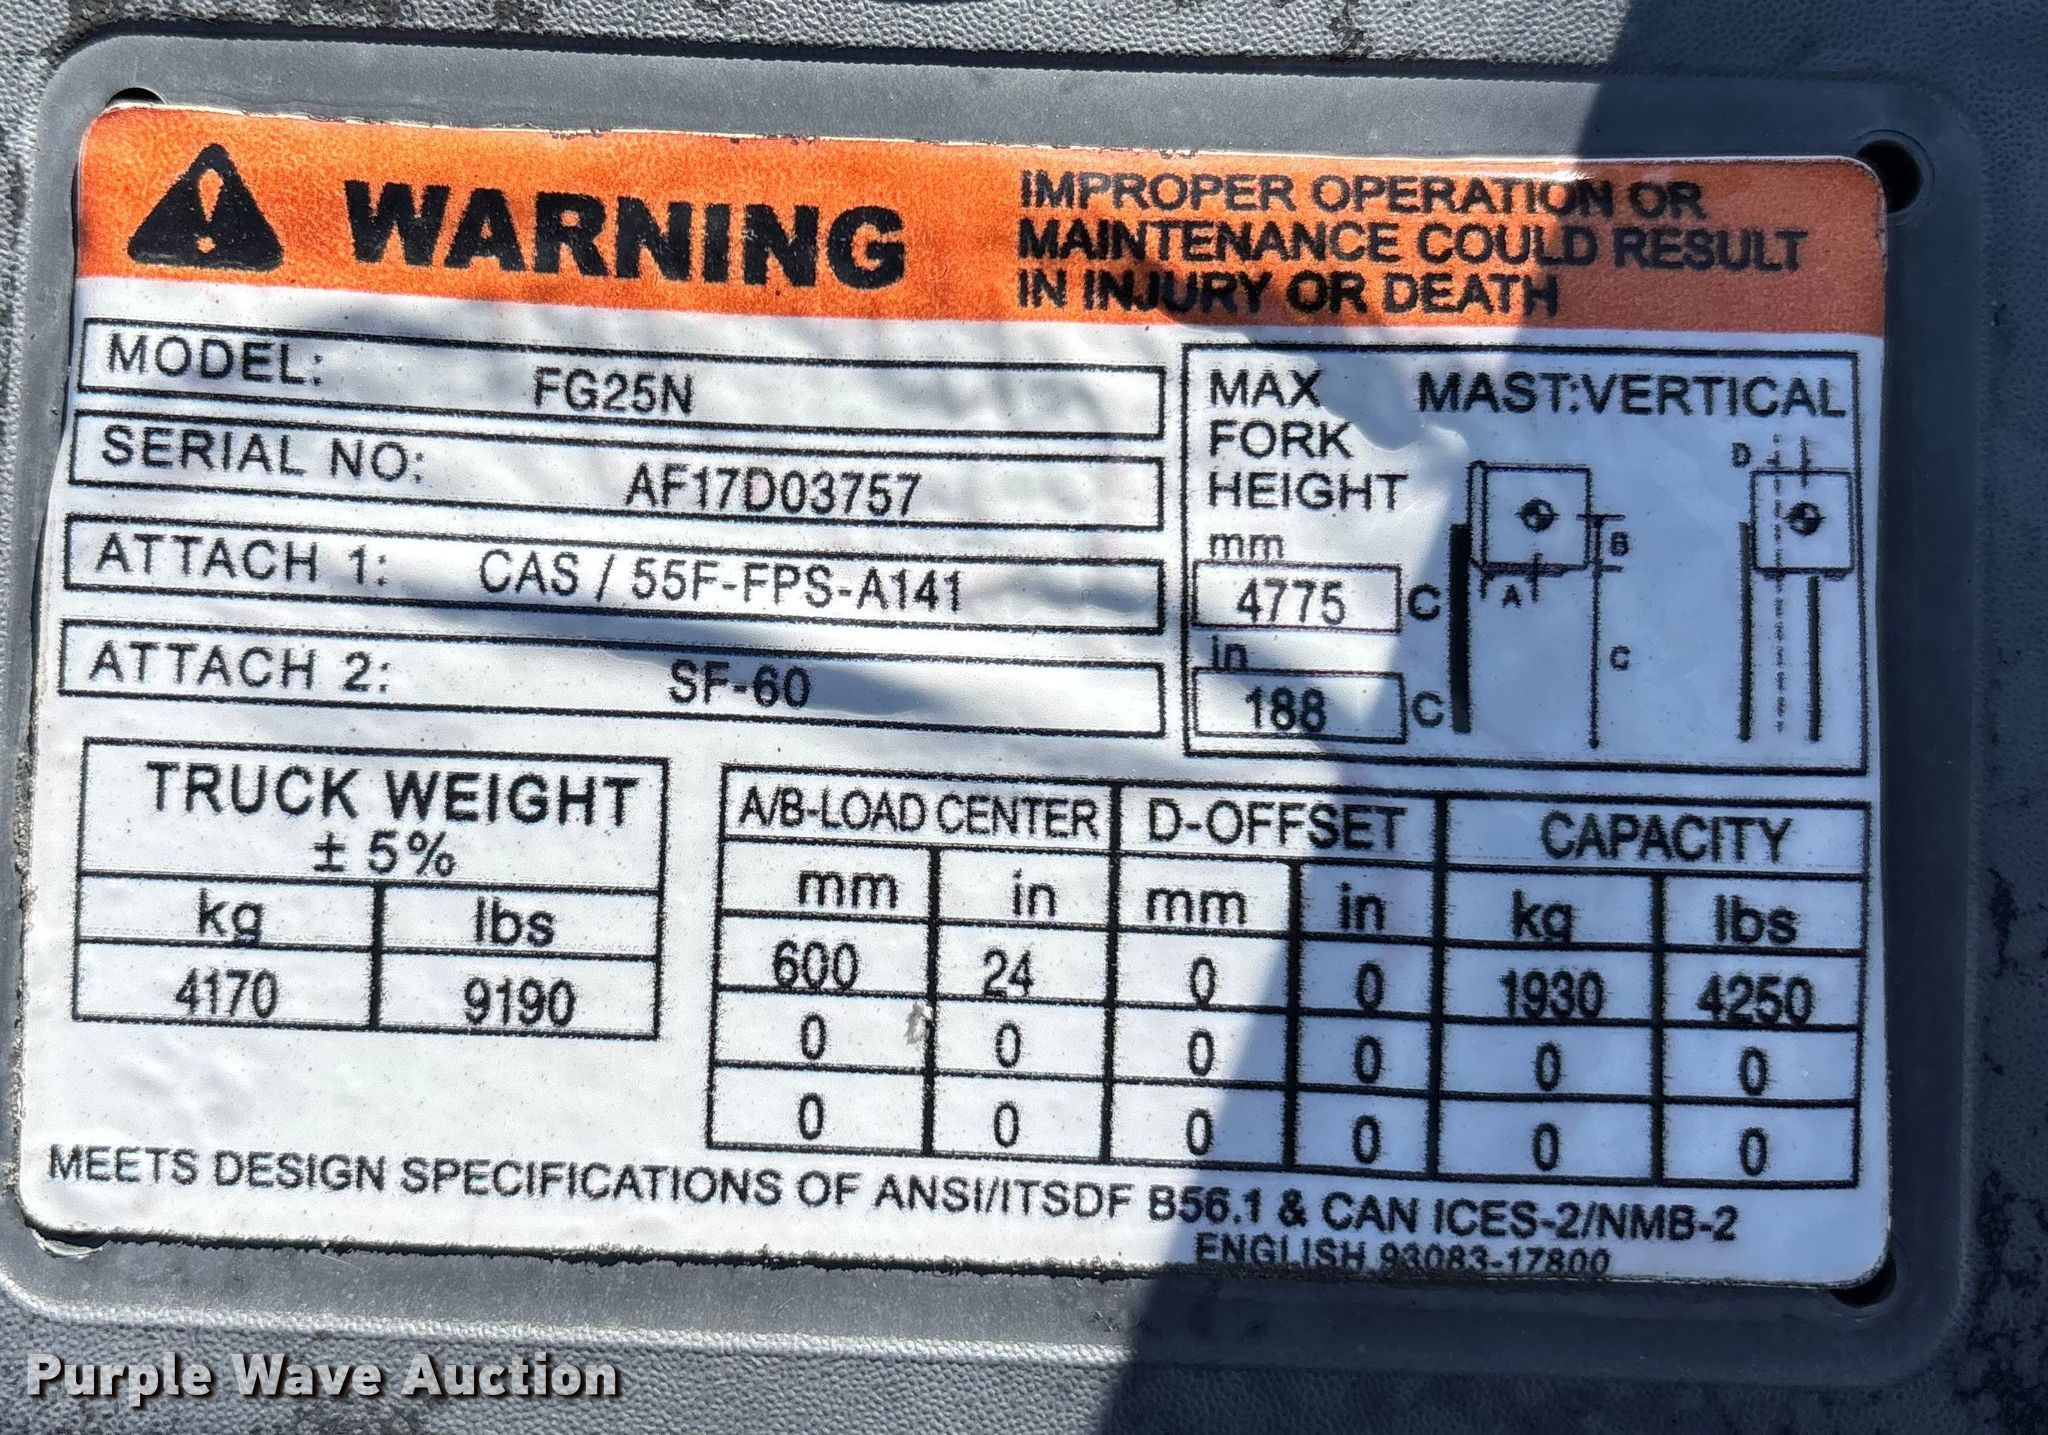 WARNING
IMPROPER OPERATION OR
MAINTENANCE COULD RESULT
IN INJURY OR DEATH
MODEL: FG25N
SERIAL NO: AF17D03757
ATTACH 1: CAS / 55F-FPS-A141
ATTACH 2: SF-60
MAX MAST:VERTICAL
FORK
HEIGHT
mm
4775 C
in
188 C
A
B
C
D
TRUCK WEIGHT
± 5%
kg lbs
4170 9190
A/B-LOAD CENTER D-OFFSET CAPACITY
mm in mm in kg lbs
600 24 0 0 1930 4250
0 0 0 0 0 0
0 0 0 0 0 0
MEETS DESIGN SPECIFICATIONS OF ANSI/ITSDF B56.1 & CAN ICES-2/NMB-2
ENGLISH 93083-17800
Purple Wave Auction